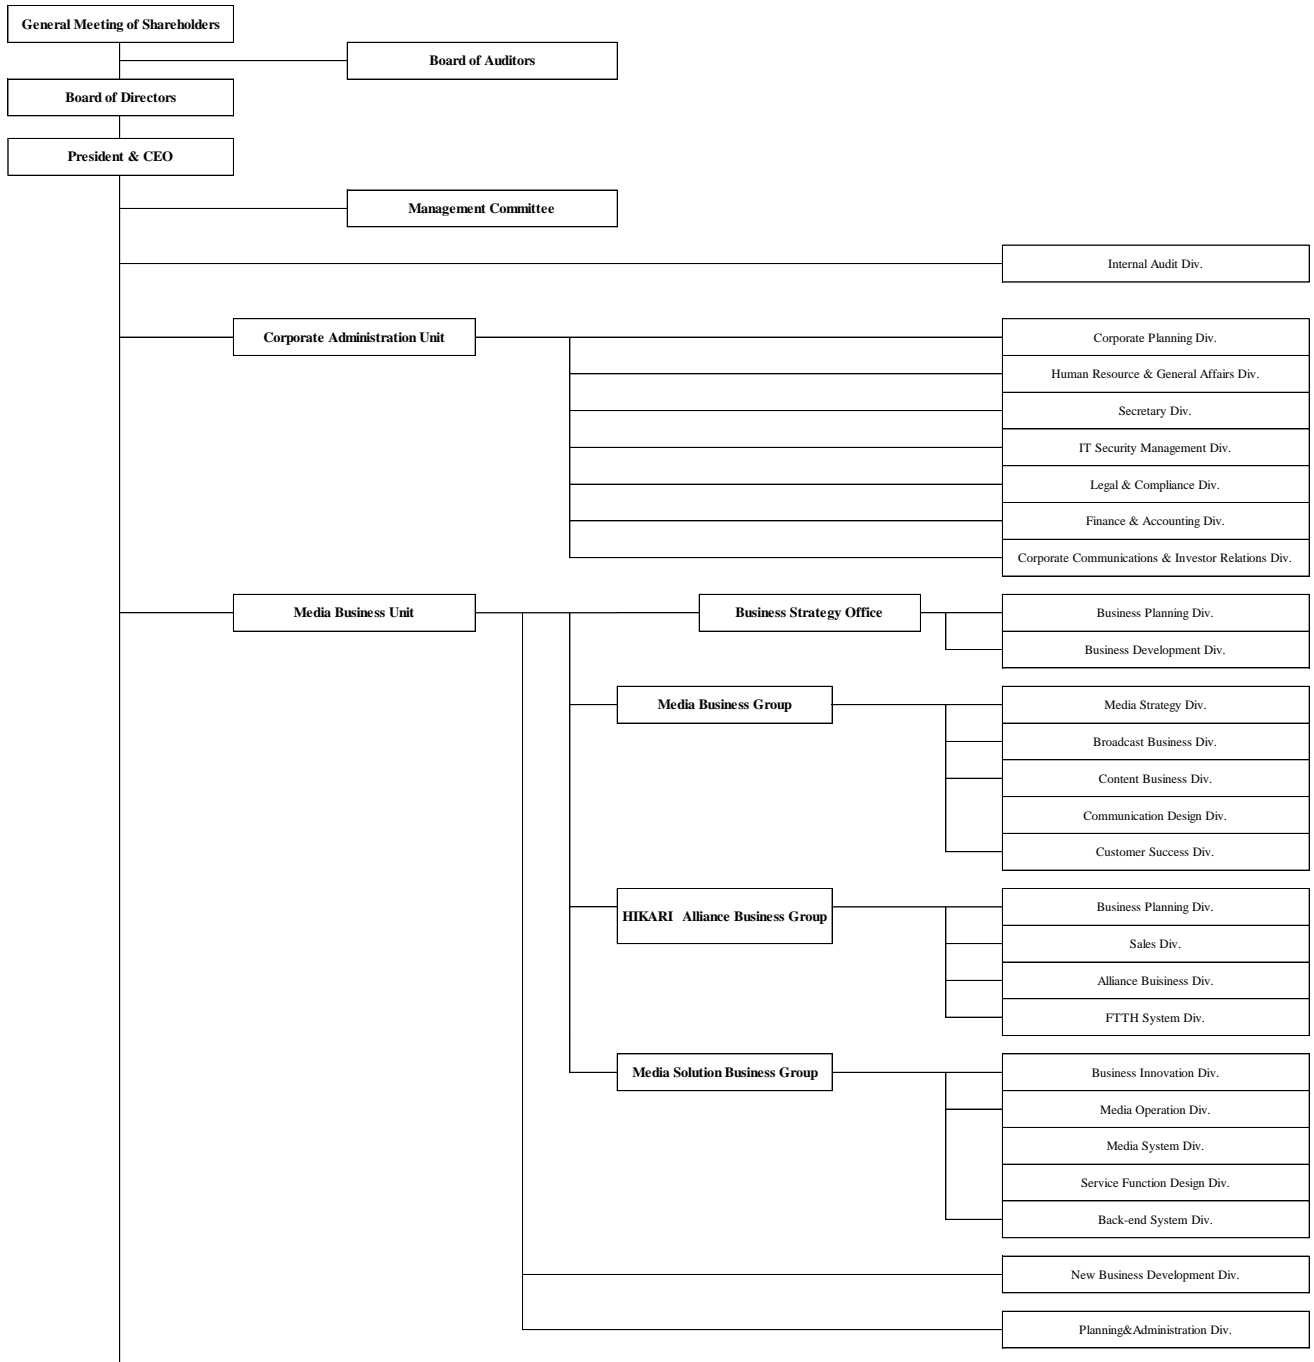 General Meeting of Shareholders
Board of Auditors
Board of Directors
President & CEO
Management Committee
Internal Audit Div.
Corporate Administration Unit
Corporate Planning Div.
Human Resource & General Affairs Div.
Secretary Div.
IT Security Management Div.
Legal & Compliance Div.
Finance & Accounting Div.
Corporate Communications & Investor Relations Div.
Media Business Unit
Business Strategy Office
Business Planning Div.
Business Development Div.
Media Business Group
Media Strategy Div.
Broadcast Business Div.
Content Business Div.
Communication Design Div.
Customer Success Div.
HIKARI Alliance Business Group
Business Planning Div.
Sales Div.
Alliance Buisiness Div.
FTTH System Div.
Media Solution Business Group
Business Innovation Div.
Media Operation Div.
Media System Div.
Service Function Design Div.
Back-end System Div.
New Business Development Div.
Planning&Administration Div.